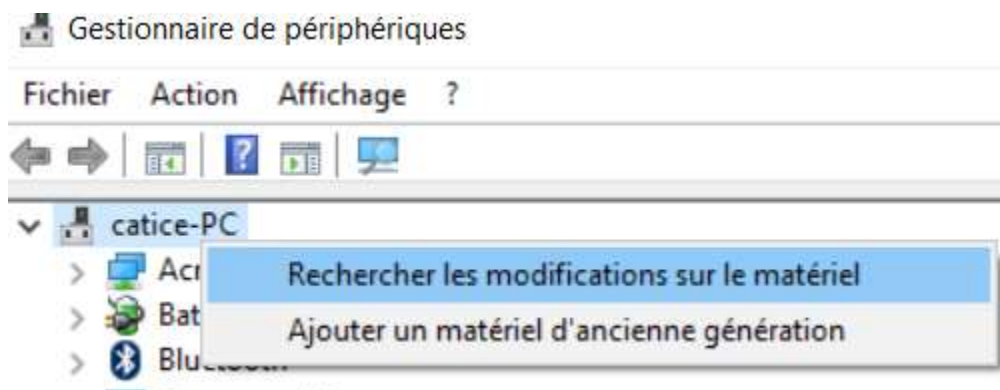 Gestionnaire de périphériques
Fichier Action Affichage ?
catice-PC
Rechercher les modifications sur le matériel
Ajouter un matériel d'ancienne génération